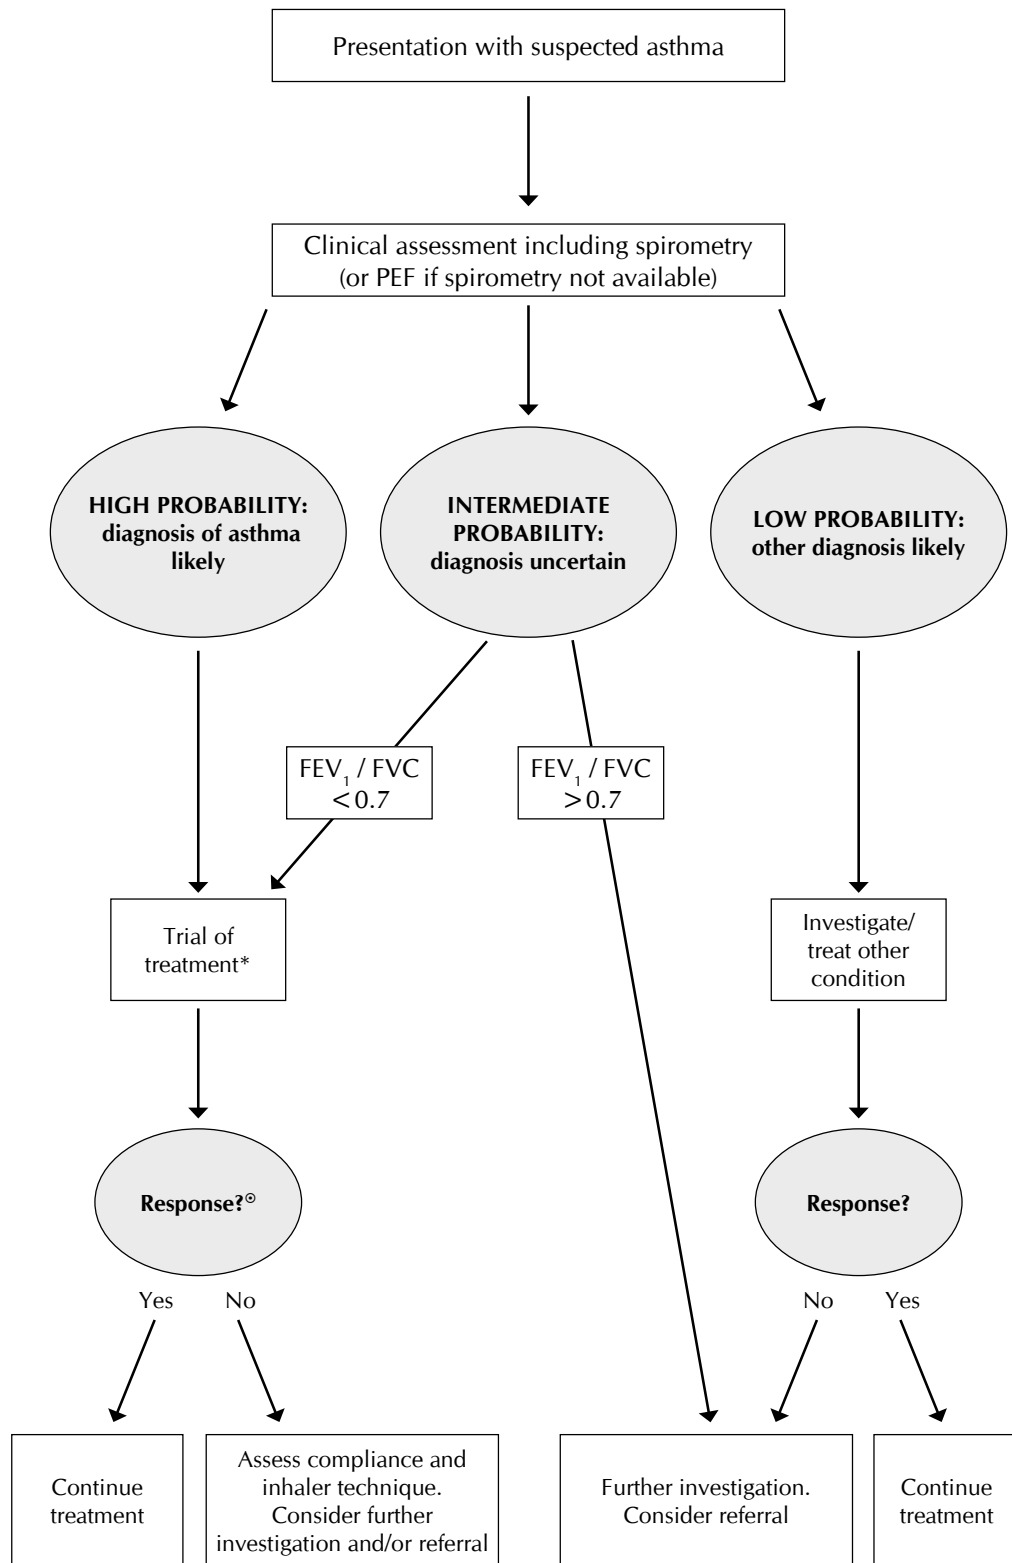 Presentation with suspected asthma
Clinical assessment including spirometry
(or PEF if spirometry not available)
HIGH PROBABILITY:
diagnosis of asthma
likely
INTERMEDIATE
PROBABILITY:
diagnosis uncertain
LOW PROBABILITY:
other diagnosis likely
FEV₁ / FVC
<0.7
FEV₁ / FVC
>0.7
Trial of
treatment*
Investigate/
treat other
condition
Response?⊙
Response?
Yes
No
No
Yes
Continue
treatment
Assess compliance and
inhaler technique.
Consider further
investigation and/or referral
Further investigation.
Consider referral
Continue
treatment